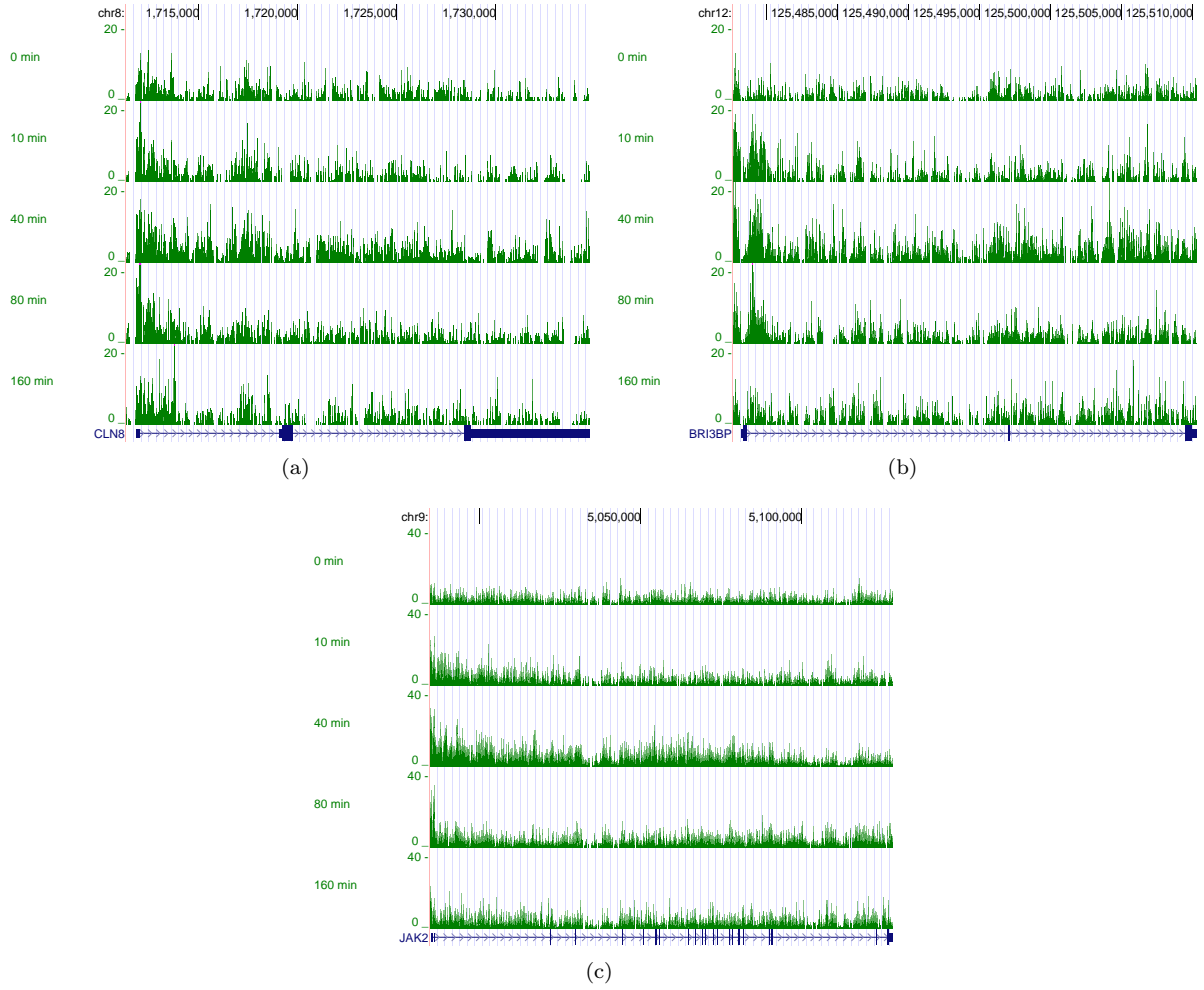 chr8: 1,715,000 1,720,000 1,725,000 1,730,000
20 -
0 min
0 _
20 -
10 min
0 _
20 -
40 min
0 _
20 -
80 min
0 _
20 -
160 min
0 _
CLN8
(a)
chr12: 125,485,000 125,490,000 125,495,000 125,500,000 125,505,000 125,510,000
20 -
0 min
0 _
20 -
10 min
0 _
20 -
40 min
0 _
20 -
80 min
0 _
20 -
160 min
0 _
BRI3BP
(b)
chr9: 5,050,000 5,100,000
40 -
0 min
0 _
40 -
10 min
0 _
40 -
40 min
0 _
40 -
80 min
0 _
40 -
160 min
0 _
JAK2
(c)